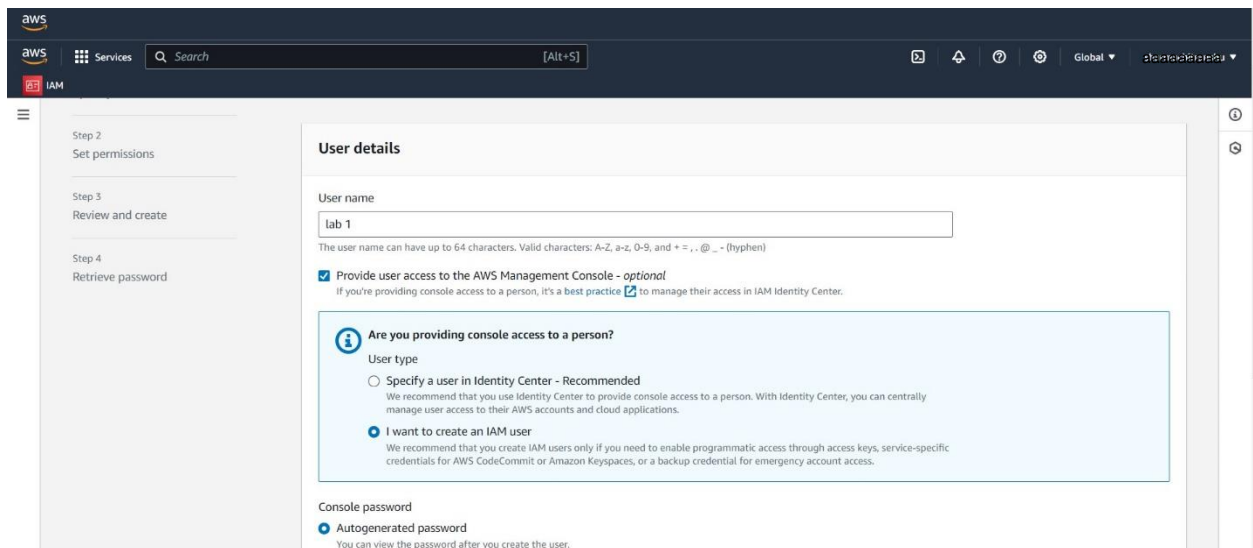 aws
aws Services Search [Alt+S] Global
IAM
Step 2
Set permissions
Step 3
Review and create
Step 4
Retrieve password
User details
User name
lab 1
The user name can have up to 64 characters. Valid characters: A-Z, a-z, 0-9, and + = , . @ _ - (hyphen)
Provide user access to the AWS Management Console - optional
If you're providing console access to a person, it's a best practice to manage their access in IAM Identity Center.
Are you providing console access to a person?
User type
Specify a user in Identity Center - Recommended
We recommend that you use Identity Center to provide console access to a person. With Identity Center, you can centrally
manage user access to their AWS accounts and cloud applications.
I want to create an IAM user
We recommend that you create IAM users only if you need to enable programmatic access through access keys, service-specific
credentials for AWS CodeCommit or Amazon Keyspaces, or a backup credential for emergency account access.
Console password
Autogenerated password
You can view the password after you create the user.